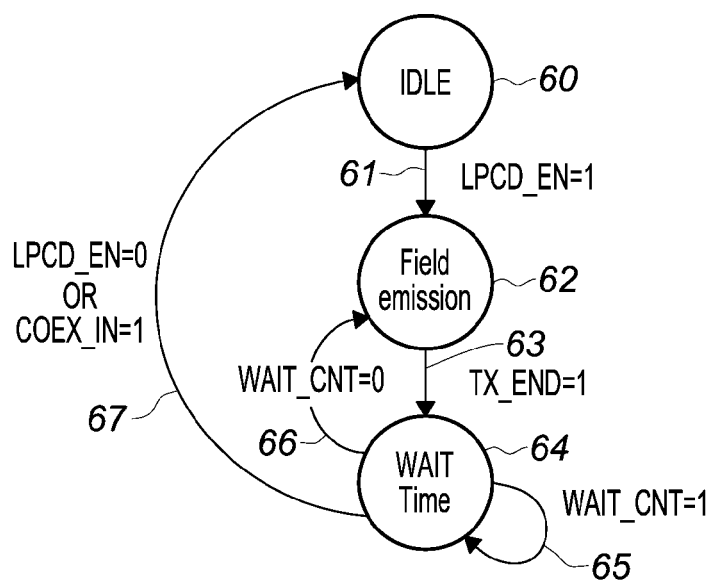 IDLE
60
61
LPCD_EN=1
LPCD_EN=0
OR
COEX_IN=1
Field
emission
62
63
WAIT_CNT=0
TX_END=1
67
66
64
WAIT
Time
WAIT_CNT=1
65